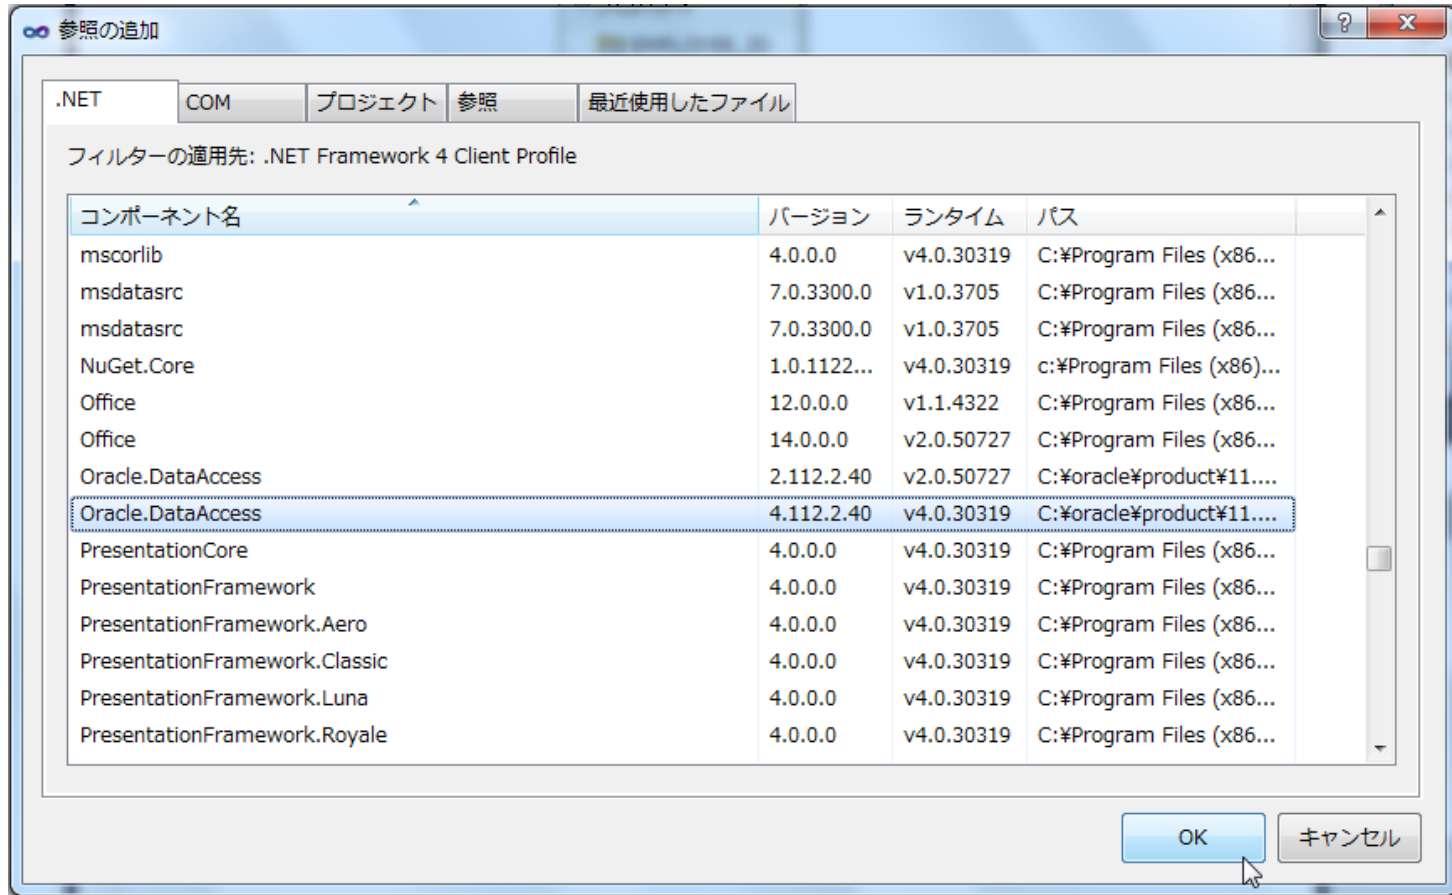 参照の追加
.NET COM プロジェクト 参照 最近使用したファイル
フィルターの適用先: .NET Framework 4 Client Profile
コンポーネント名 バージョン ランタイム パス
mscorlib 4.0.0.0 v4.0.30319 C:¥Program Files (x86...
msdatasrc 7.0.3300.0 v1.0.3705 C:¥Program Files (x86...
msdatasrc 7.0.3300.0 v1.0.3705 C:¥Program Files (x86...
NuGet.Core 1.0.1122... v4.0.30319 c:¥Program Files (x86)...
Office 12.0.0.0 v1.1.4322 C:¥Program Files (x86...
Office 14.0.0.0 v2.0.50727 C:¥Program Files (x86...
Oracle.DataAccess 2.112.2.40 v2.0.50727 C:¥oracle¥product¥11....
Oracle.DataAccess 4.112.2.40 v4.0.30319 C:¥oracle¥product¥11....
PresentationCore 4.0.0.0 v4.0.30319 C:¥Program Files (x86...
PresentationFramework 4.0.0.0 v4.0.30319 C:¥Program Files (x86...
PresentationFramework.Aero 4.0.0.0 v4.0.30319 C:¥Program Files (x86...
PresentationFramework.Classic 4.0.0.0 v4.0.30319 C:¥Program Files (x86...
PresentationFramework.Luna 4.0.0.0 v4.0.30319 C:¥Program Files (x86...
PresentationFramework.Royale 4.0.0.0 v4.0.30319 C:¥Program Files (x86...
OK キャンセル